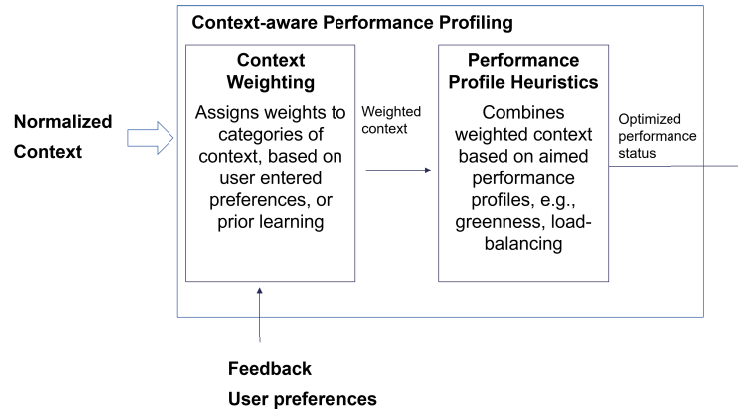 Context-aware Performance Profiling
Normalized
Context
Context
Weighting
Assigns weights to
categories of
context, based on
user entered
preferences, or
prior learning
Weighted
context
Performance
Profile Heuristics
Combines
weighted context
based on aimed
performance
profiles, e.g.,
greenness, load-
balancing
Optimized
performance
status
Feedback
User preferences